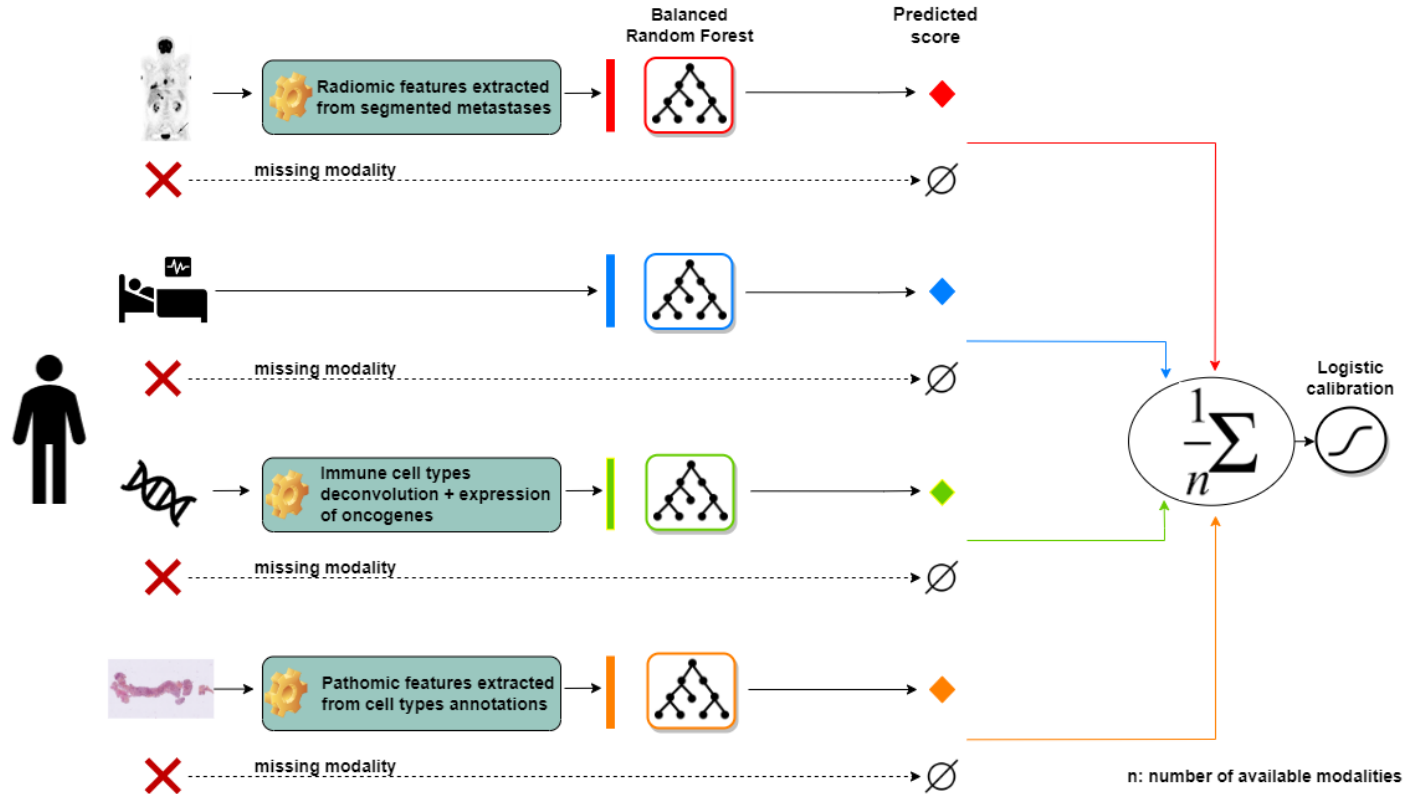 Balanced
Random Forest
Predicted
score
Radiomic features extracted
from segmented metastases
missing modality
missing modality
Logistic
calibration
1
n
Σ
Immune cell types
deconvolution + expression
of oncogenes
missing modality
Pathomic features extracted
from cell types annotations
missing modality
n: number of available modalities